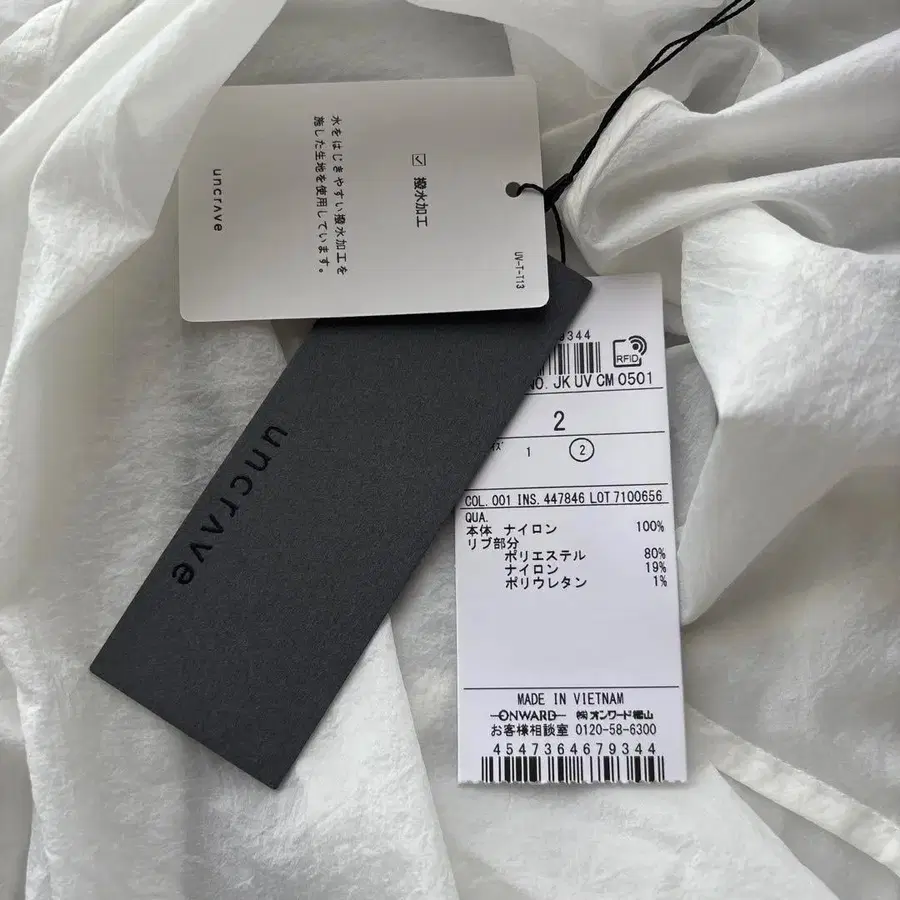 ☑ 撥水加工
水をはじきやすい撥水加工を
施した生地を使用しています。
uncrave
UV-T-T13
uncrave
9344
RFID
NO. JK UV CM 0501
2
イズ 1 2
COL. 001 INS. 447846 LOT 7100656
QUA.
本体 ナイロン 100%
リブ部分
ポリエステル 80%
ナイロン 19%
ポリウレタン 1%
MADE IN VIETNAM
ONWARD ㈱オンワード樫山
お客様相談室 0120-58-6300
4547364679344